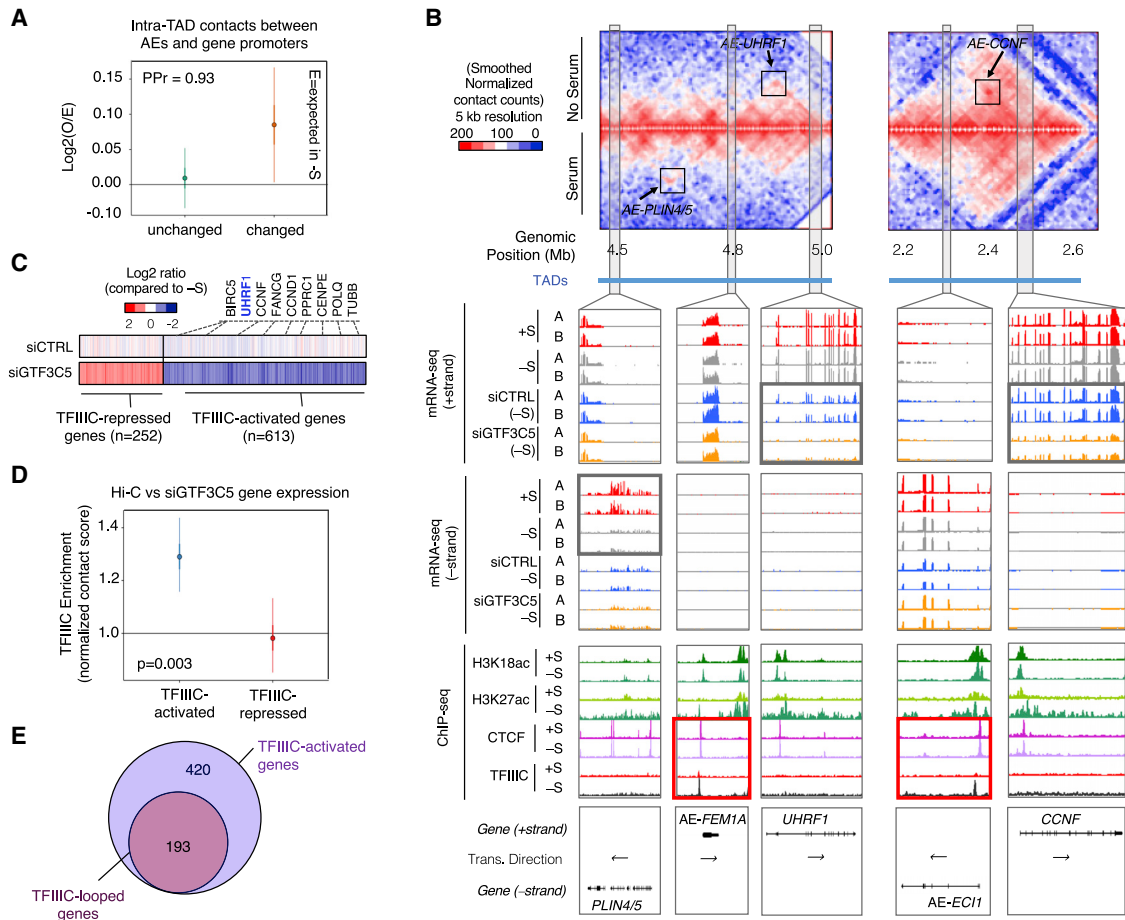 A
Intra-TAD contacts between
AEs and gene promoters
PPr = 0.93
E=expected in -S
Log2(O/E)
0.15
0.10
0.05
0.00
-0.10
unchanged
changed
B
(Smoothed
Normalized
contact counts)
5 kb resolution
200
100
0
No Serum
Serum
AE-UHRF1
AE-PLIN4/5
AE-CCNF
Genomic
Position (Mb)
4.5
4.8
5.0
2.2
2.4
2.6
TADs
mRNA-seq
(+strand)
+S
A
B
–S
A
B
siCTRL
(–S)
A
B
siGTF3C5
(–S)
A
B
mRNA-seq
(–strand)
+S
A
B
–S
A
B
siCTRL
–S
A
B
siGTF3C5
–S
A
B
ChIP-seq
H3K18ac
+S
–S
H3K27ac
+S
–S
CTCF
+S
–S
TFIIIC
+S
–S
Gene (+strand)
AE-FEM1A
UHRF1
CCNF
Trans. Direction
← → → ← →
Gene (–strand)
PLIN4/5
AE-ECI1
C
Log2 ratio
(compared to –S)
2 0 -2
BIRC5
UHRF1
CCNF
FANCG
CCND1
PPRC1
CENPE
POLQ
TUBB
siCTRL
siGTF3C5
TFIIIC-repressed
genes (n=252)
TFIIIC-activated genes
(n=613)
D
Hi-C vs siGTF3C5 gene expression
TFIIIC Enrichment
(normalized contact score)
1.4
1.2
1.0
p=0.003
TFIIIC-
activated
TFIIIC-
repressed
E
TFIIIC-activated
genes
420
193
TFIIIC-looped
genes